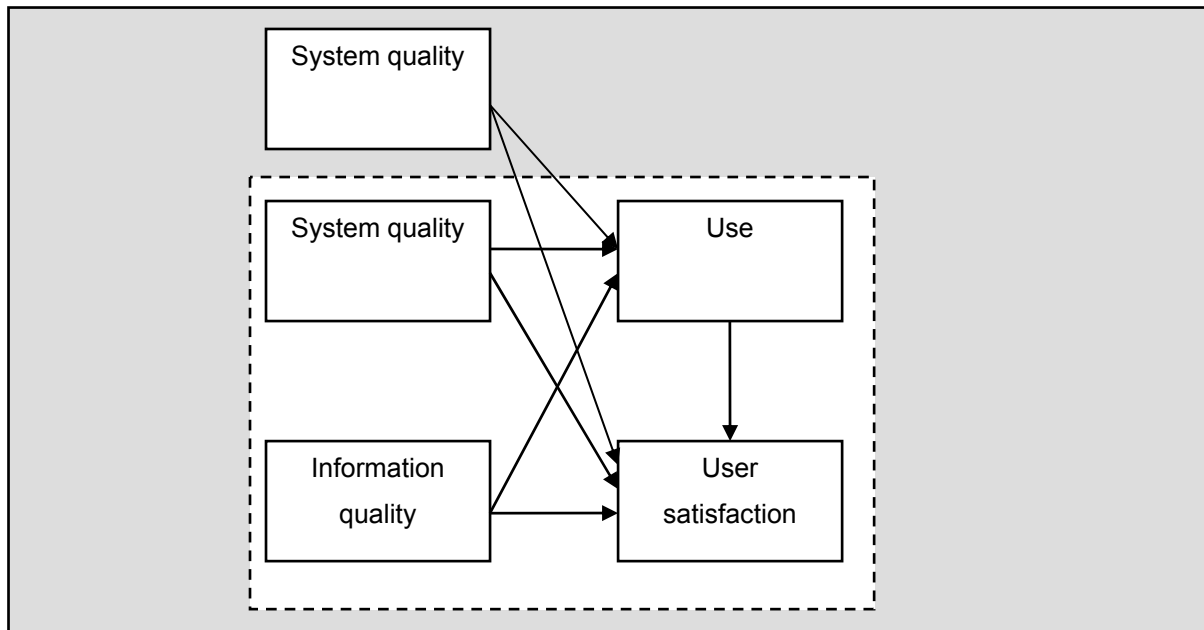 System quality
System quality
Use
Information
quality
User
satisfaction